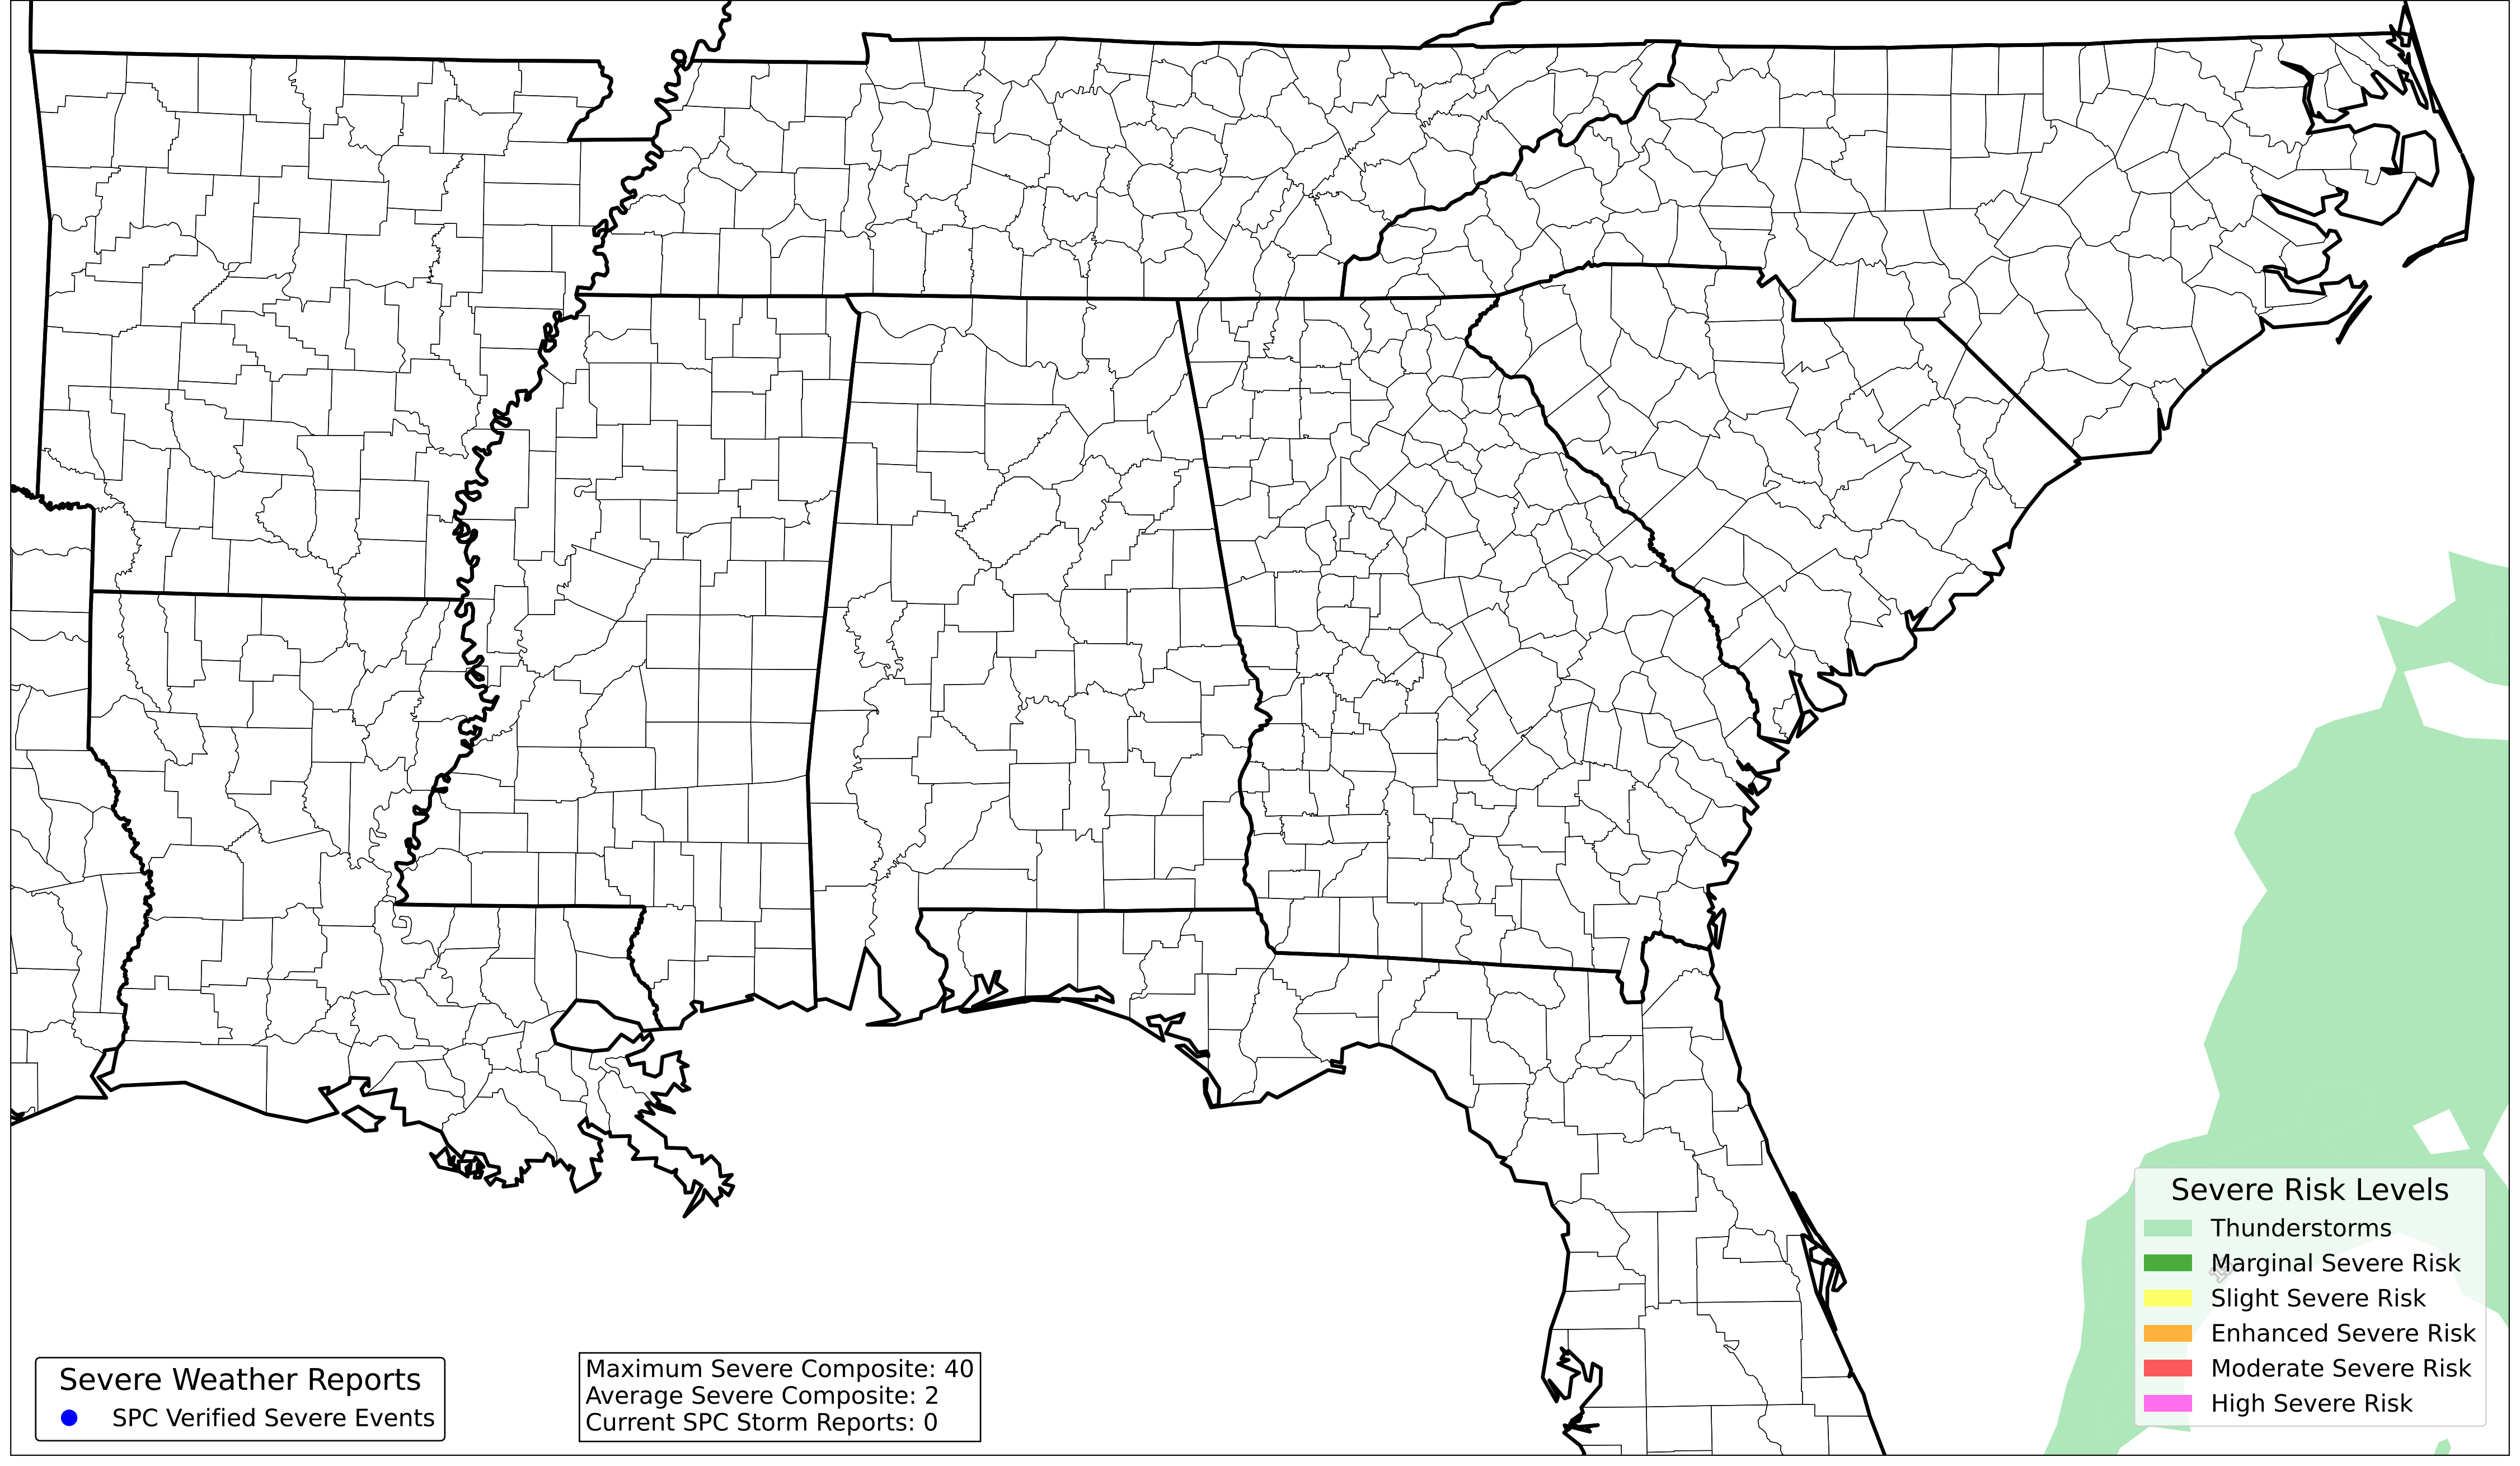 Severe Risk Levels
Thunderstorms
Marginal Severe Risk
Slight Severe Risk
Enhanced Severe Risk
Moderate Severe Risk
High Severe Risk
Severe Weather Reports
SPC Verified Severe Events
Maximum Severe Composite: 40
Average Severe Composite: 2
Current SPC Storm Reports: 0